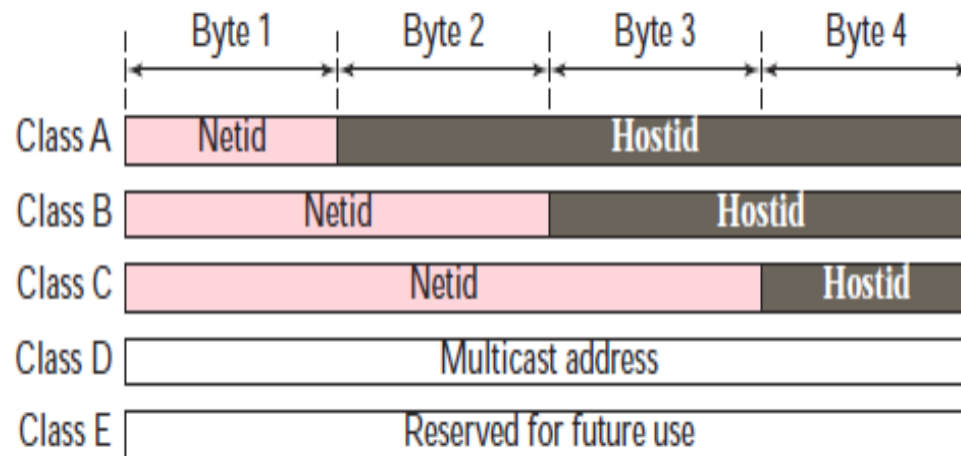 Byte 1 Byte 2 Byte 3 Byte 4
Class A Netid Hostid
Class B Netid Hostid
Class C Netid Hostid
Class D Multicast address
Class E Reserved for future use